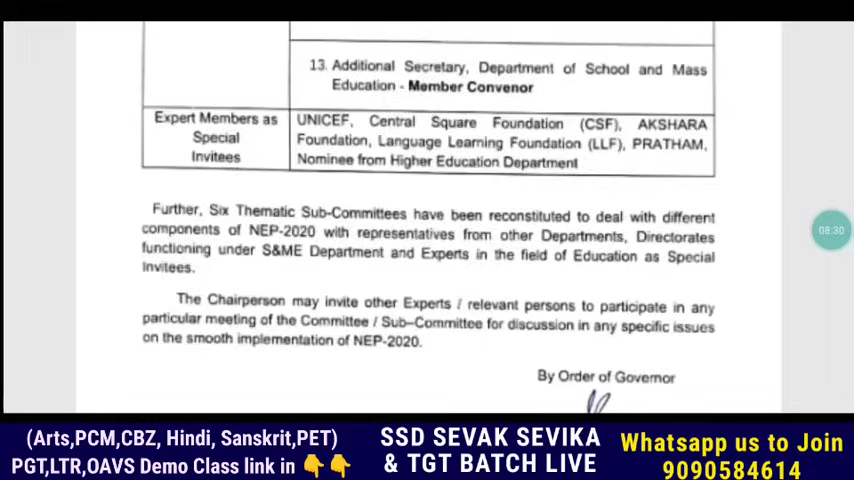 13. Additional Secretary, Department of School and Mass
Education - Member Convenor
Expert Members as
Special
Invitees
UNICEF, Central Square Foundation (CSF), AKSHARA
Foundation, Language Learning Foundation (LLF), PRATHAM,
Nominee from Higher Education Department
Further, Six Thematic Sub-Committees have been reconstituted to deal with different
components of NEP-2020 with representatives from other Departments, Directorates
functioning under S&ME Department and Experts in the field of Education as Special
Invitees.
The Chairperson may invite other Experts / relevant persons to participate in any
particular meeting of the Committee / Sub-Committee for discussion in any specific issues
on the smooth implementation of NEP-2020.
By Order of Governor
08:30
(Arts,PCM,CBZ, Hindi, Sanskrit,PET)
PGT,LTR,OAVS Demo Class link in 👇👇
SSD SEVAK SEVIKA
& TGT BATCH LIVE
Whatsapp us to Join
9090584614